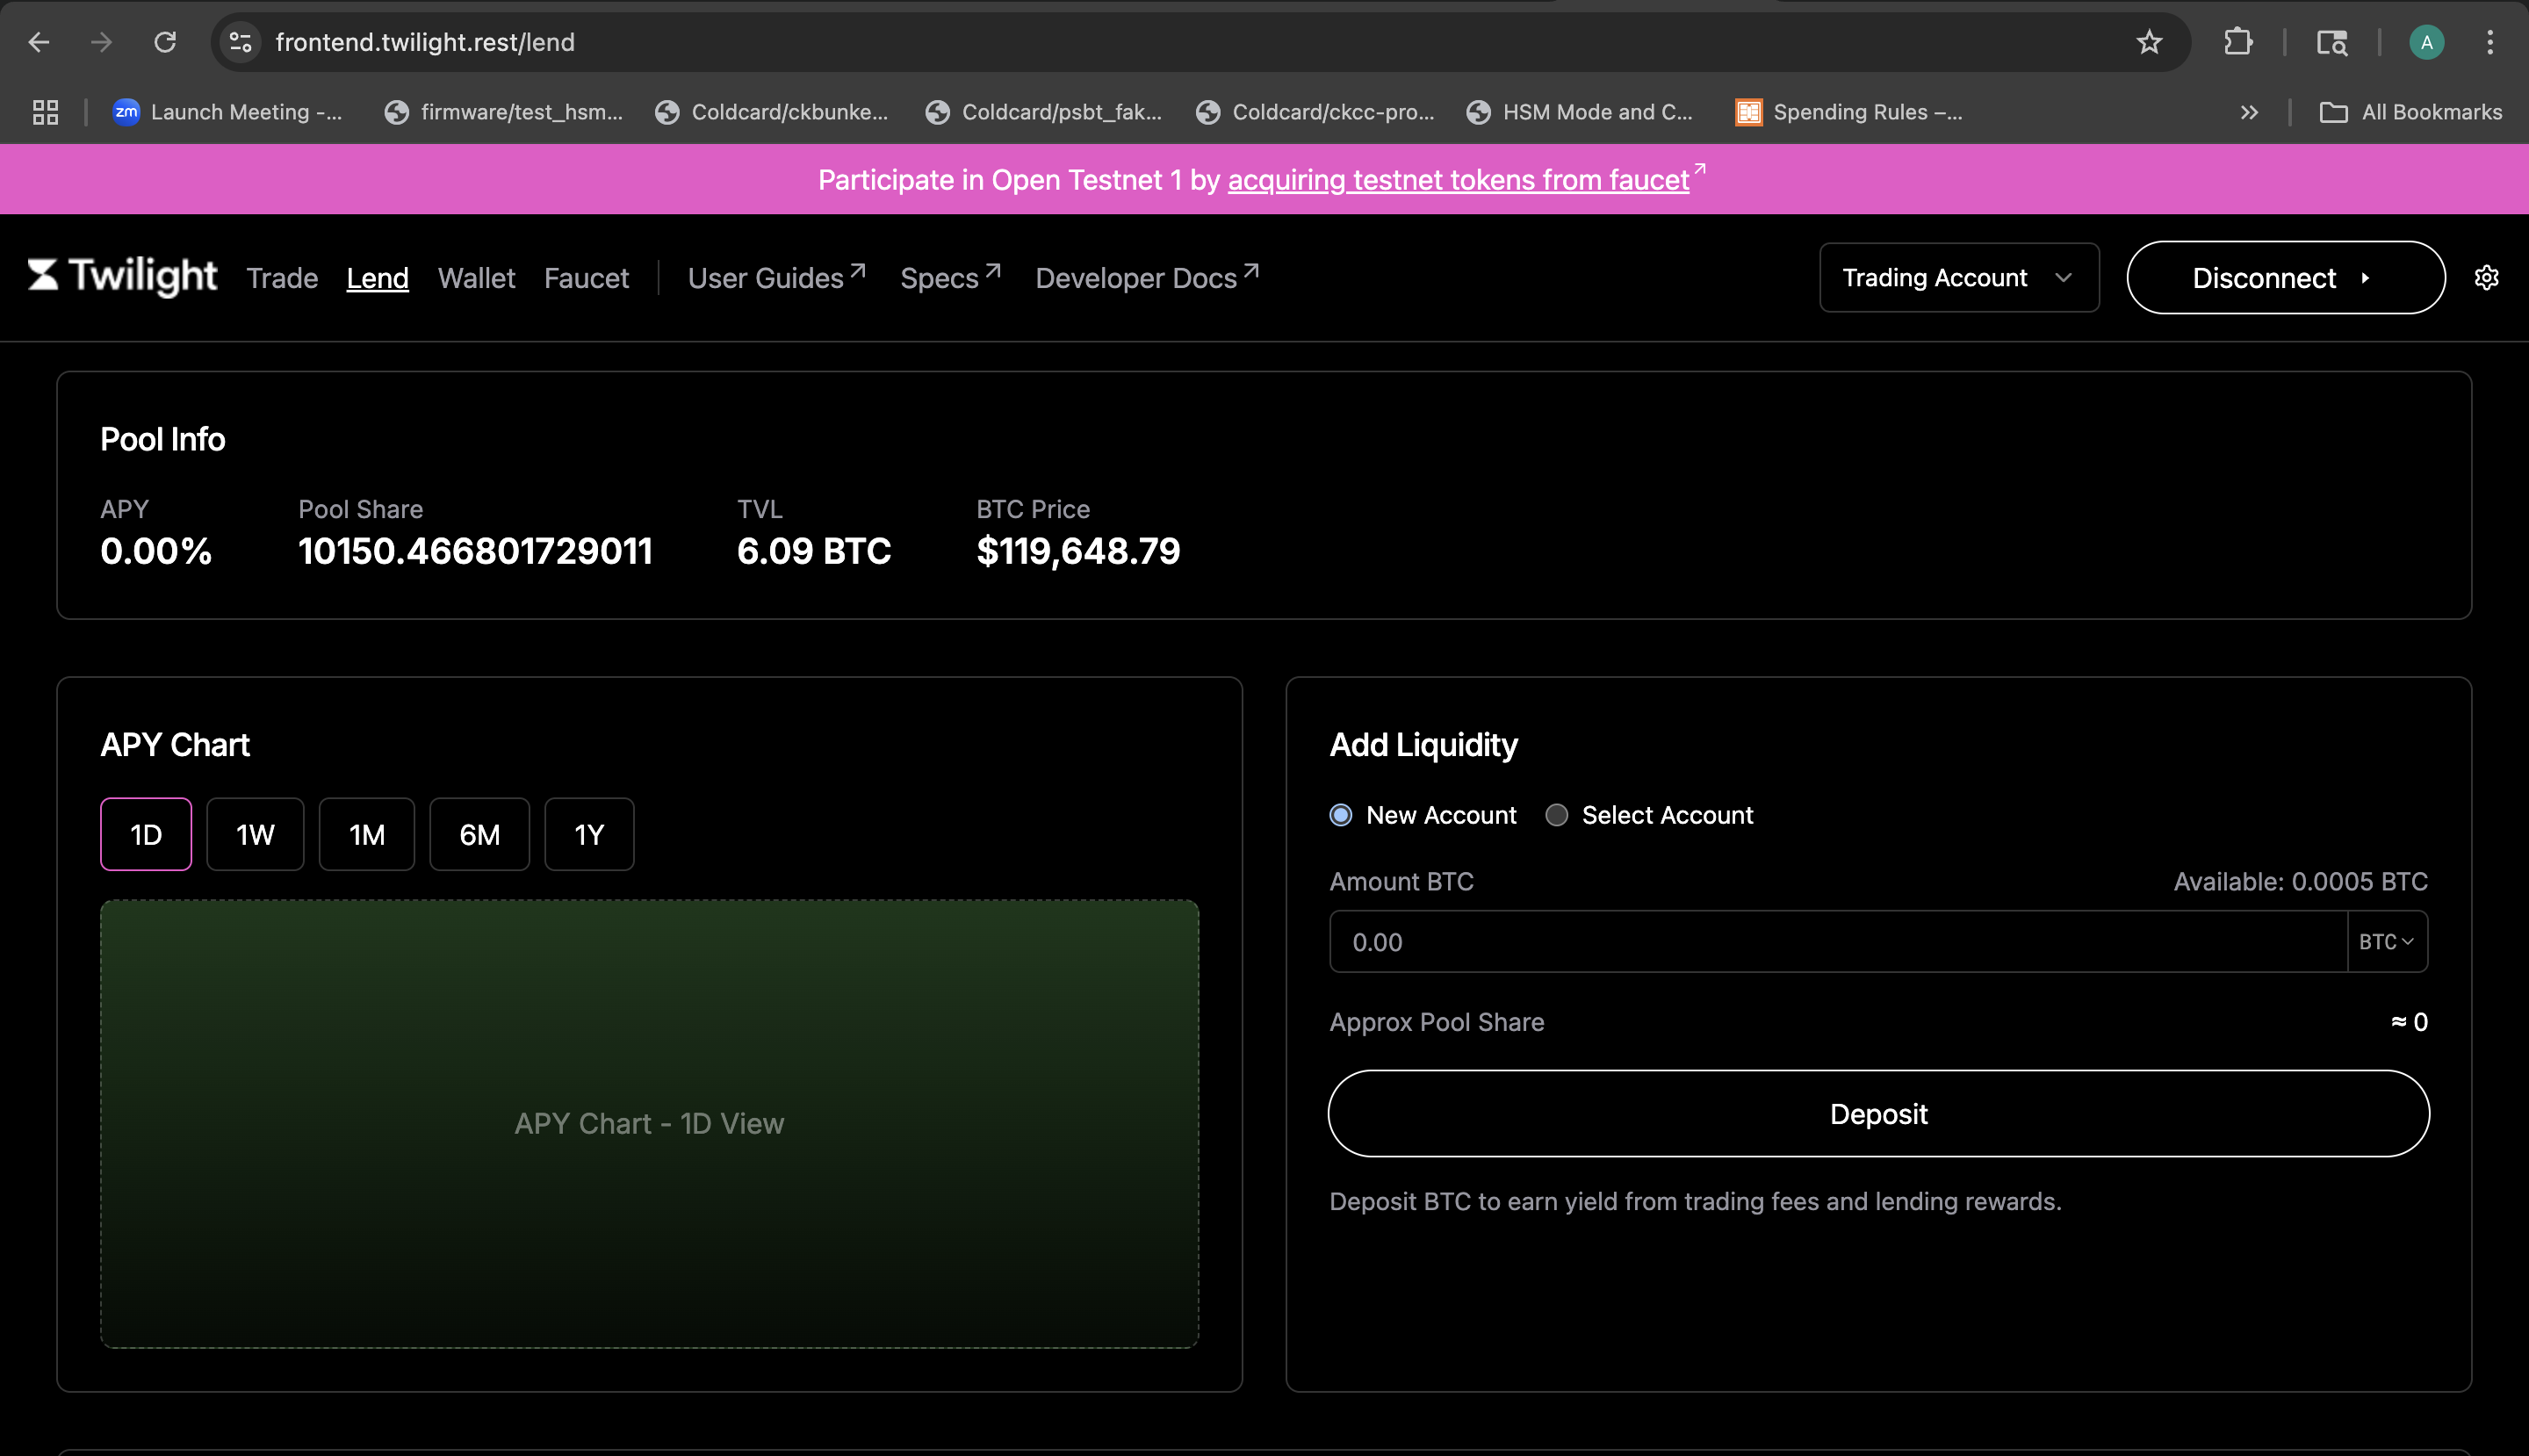 frontend.twilight.rest/lend
A
zm Launch Meeting -... firmware/test_hsm... Coldcard/ckbunke... Coldcard/psbt_fak... Coldcard/ckcc-pro... HSM Mode and C... Spending Rules –... All Bookmarks
Participate in Open Testnet 1 by acquiring testnet tokens from faucet
Twilight Trade Lend Wallet Faucet User Guides Specs Developer Docs Trading Account Disconnect
Pool Info
APY Pool Share TVL BTC Price
0.00% 10150.466801729011 6.09 BTC $119,648.79
APY Chart
1D 1W 1M 6M 1Y
APY Chart - 1D View
Add Liquidity
New Account Select Account
Amount BTC Available: 0.0005 BTC
0.00 BTC
Approx Pool Share ≈ 0
Deposit
Deposit BTC to earn yield from trading fees and lending rewards.